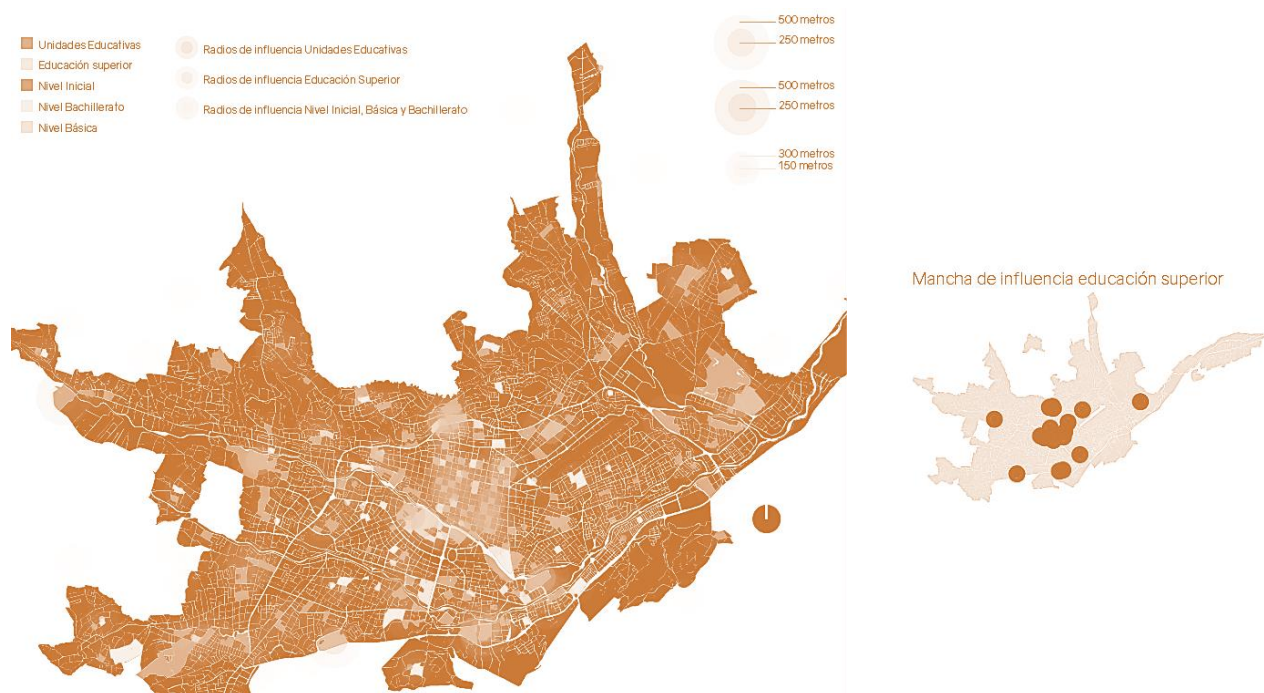 Unidades Educativas
Educación superior
Nivel Inicial
Nivel Bachillerato
Nivel Básica
Radios de influencia Unidades Educativas
Radios de influencia Educación Superior
Radios de influencia Nivel Inicial, Básica y Bachillerato
500 metros
250 metros
500 metros
250 metros
300 metros
150 metros
Mancha de influencia educación superior